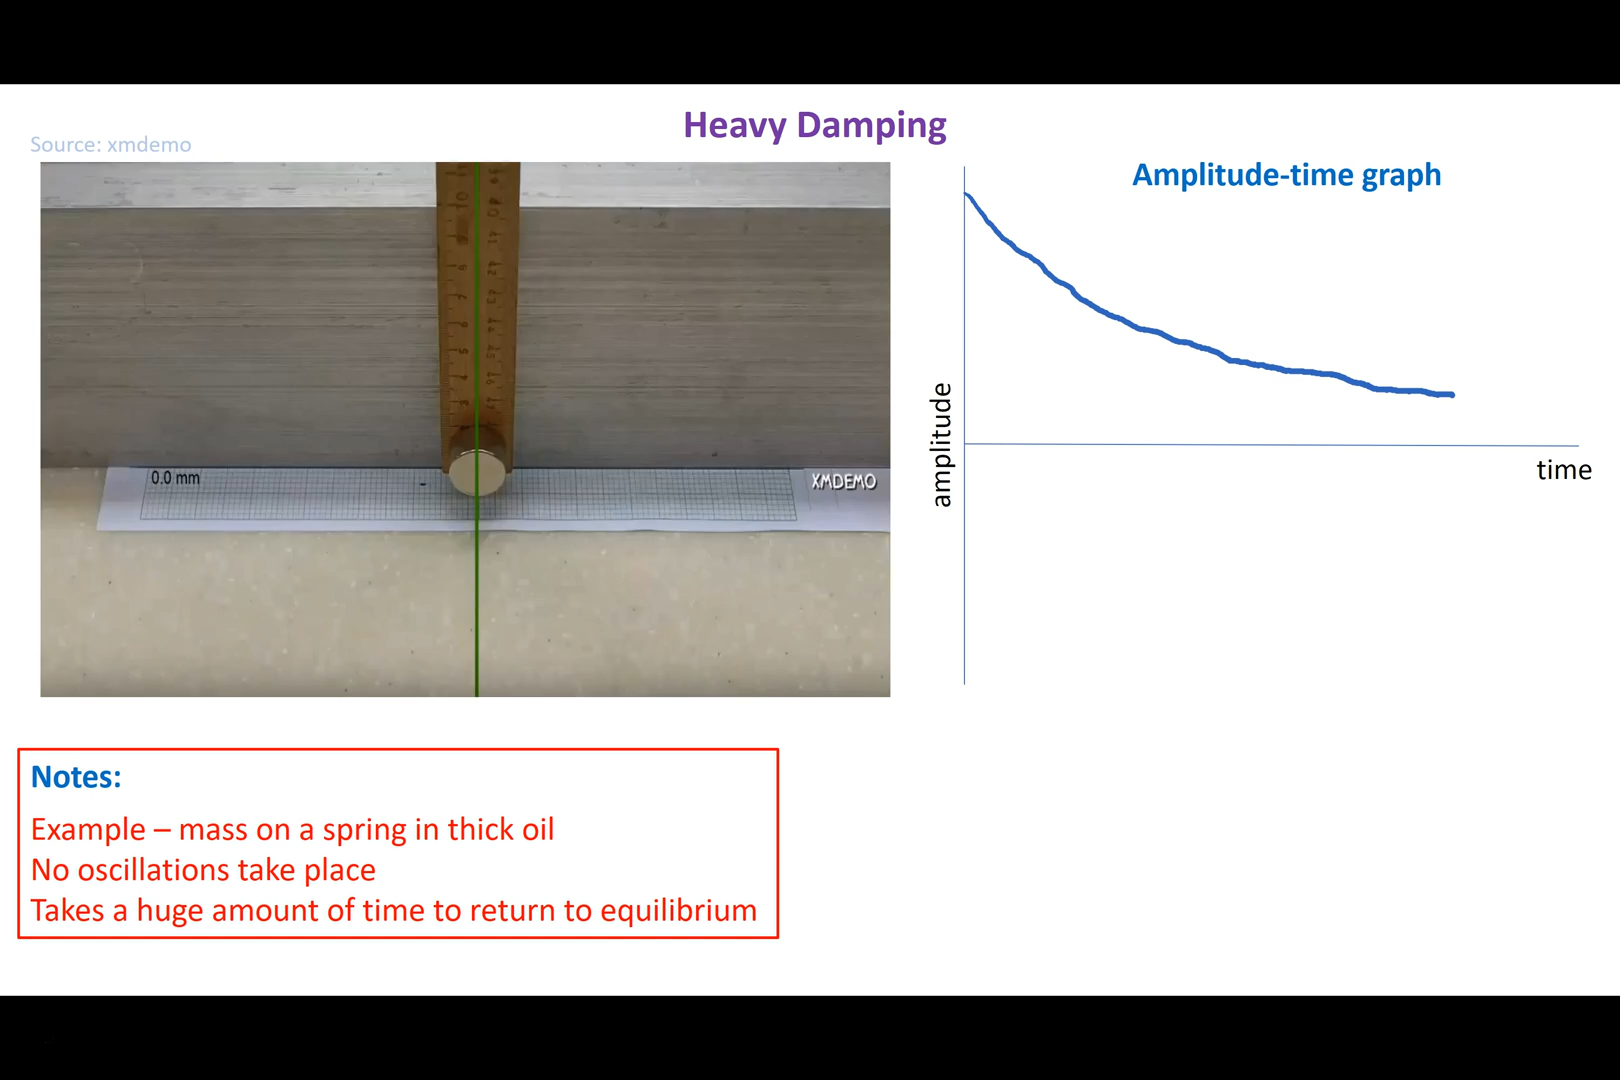 Heavy Damping
Source: xmdemo
Amplitude-time graph
0.0 mm
XMDEMO
amplitude
time
Notes:
Example – mass on a spring in thick oil
No oscillations take place
Takes a huge amount of time to return to equilibrium